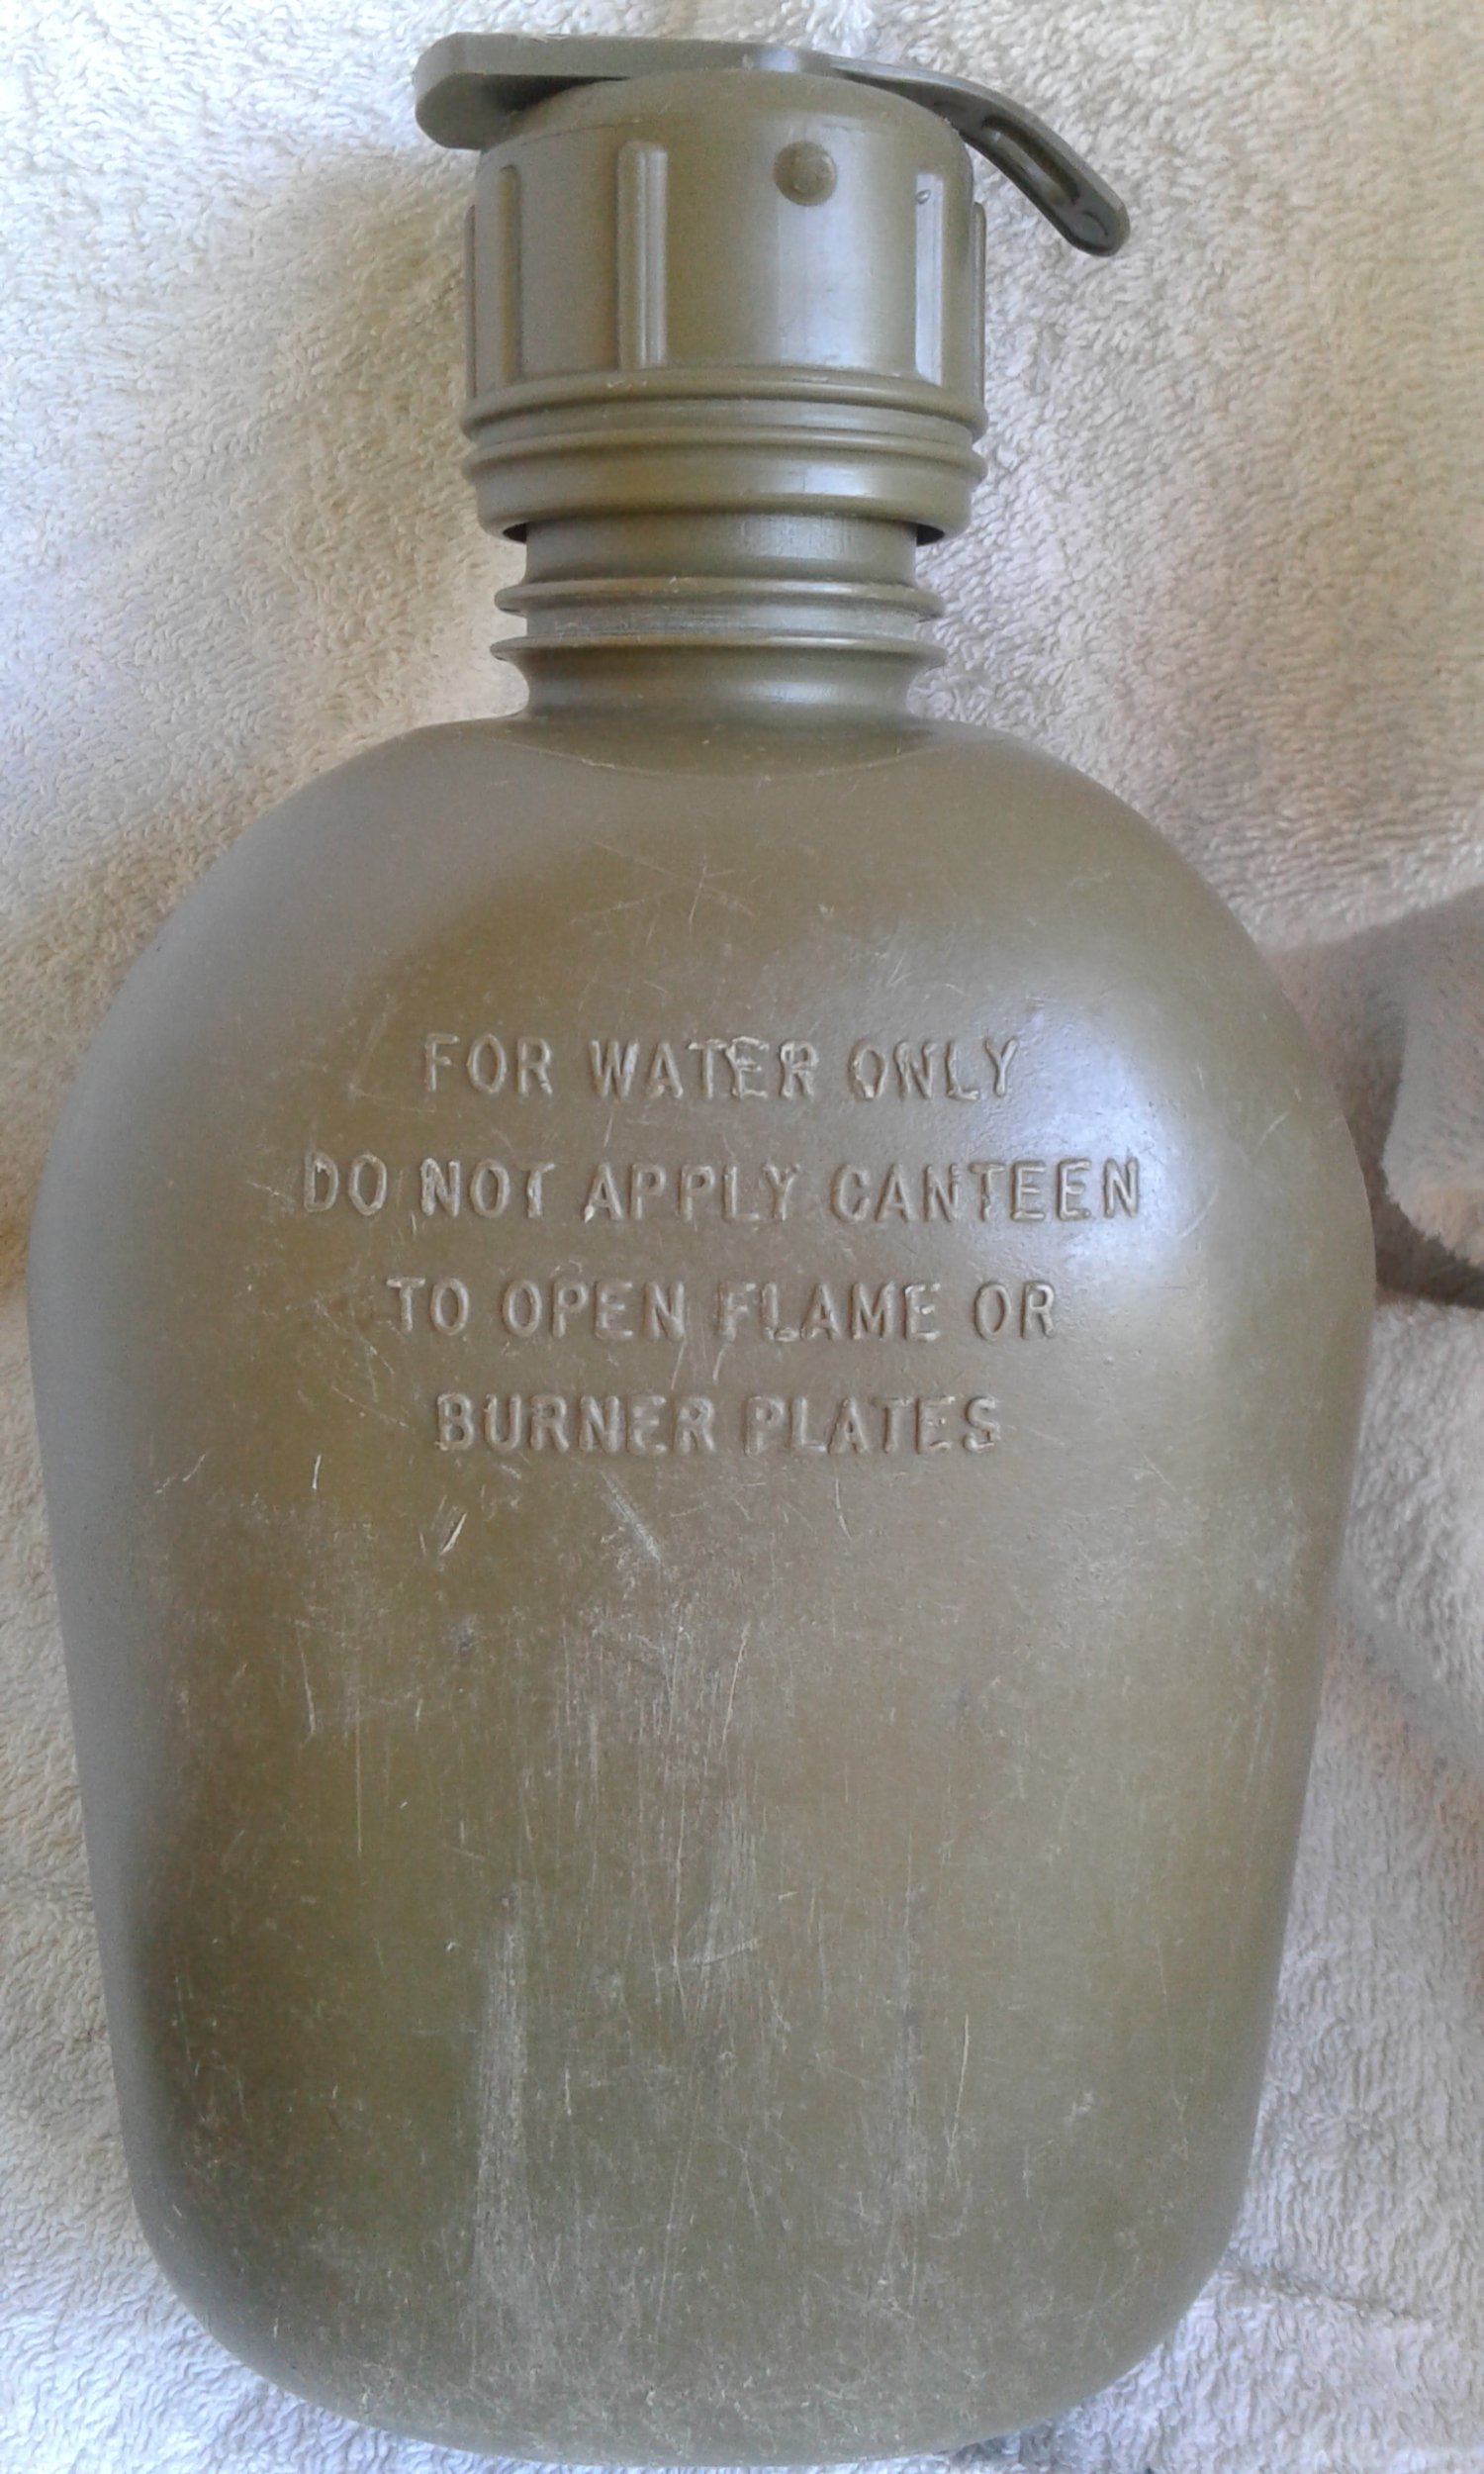 FOR WATER ONLY
DO NOT APPLY CANTEEN
TO OPEN FLAME OR
BURNER PLATES